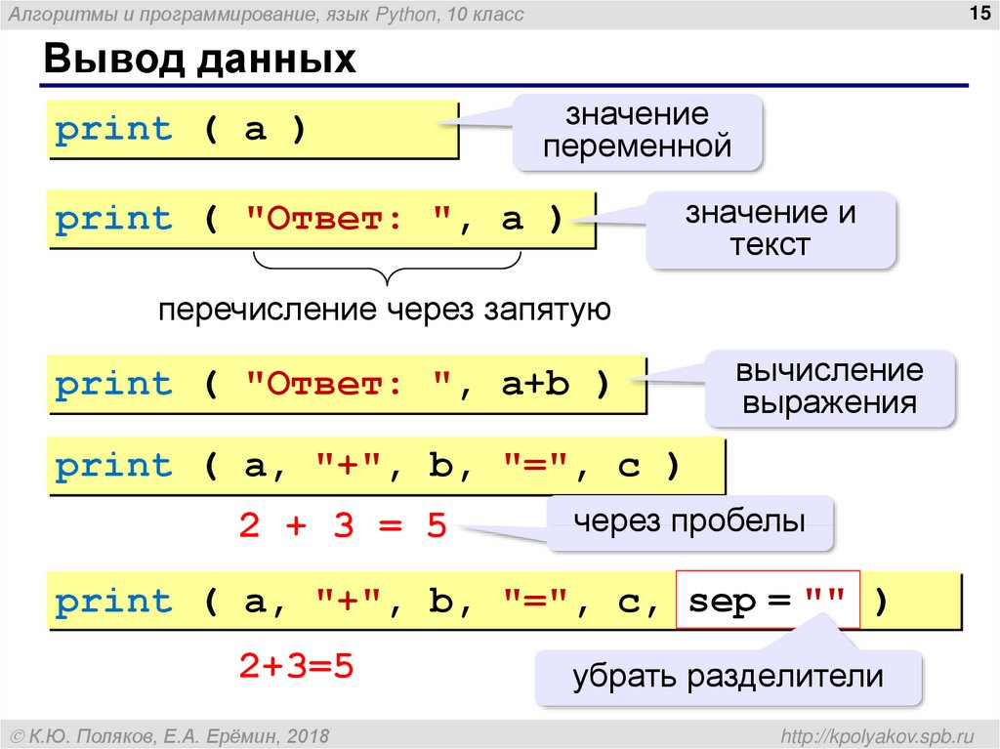 Алгоритмы и программирование, язык Python, 10 класс
15
Вывод данных
print ( a )
значение
переменной
print ( "Ответ: ", a )
значение и
текст
перечисление через запятую
print ( "Ответ: ", a+b )
вычисление
выражения
print ( a, "+", b, "=", c )
2 + 3 = 5
через пробелы
print ( a, "+", b, "=", c, sep = "" )
2+3=5
убрать разделители
© К.Ю. Поляков, Е.А. Ерёмин, 2018
http://kpolyakov.spb.ru